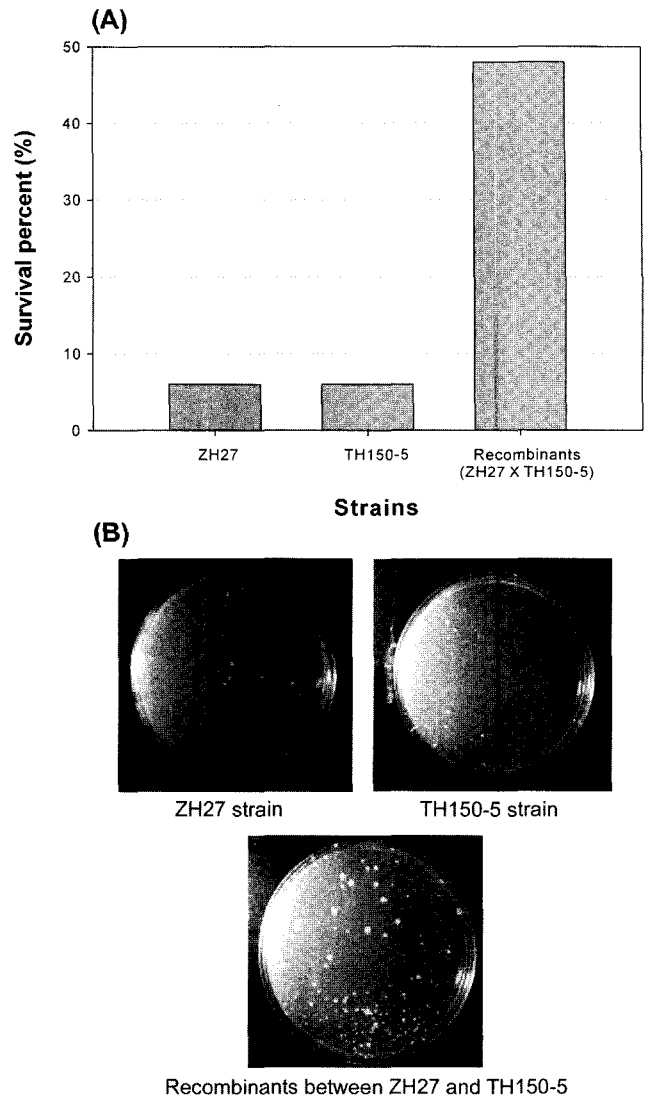 (A)
Survival percent (%)
50
40
30
20
10
0
ZH27
TH150-5
Recombinants
(ZH27 X TH150-5)
Strains
(B)
ZH27 strain
TH150-5 strain
Recombinants between ZH27 and TH150-5